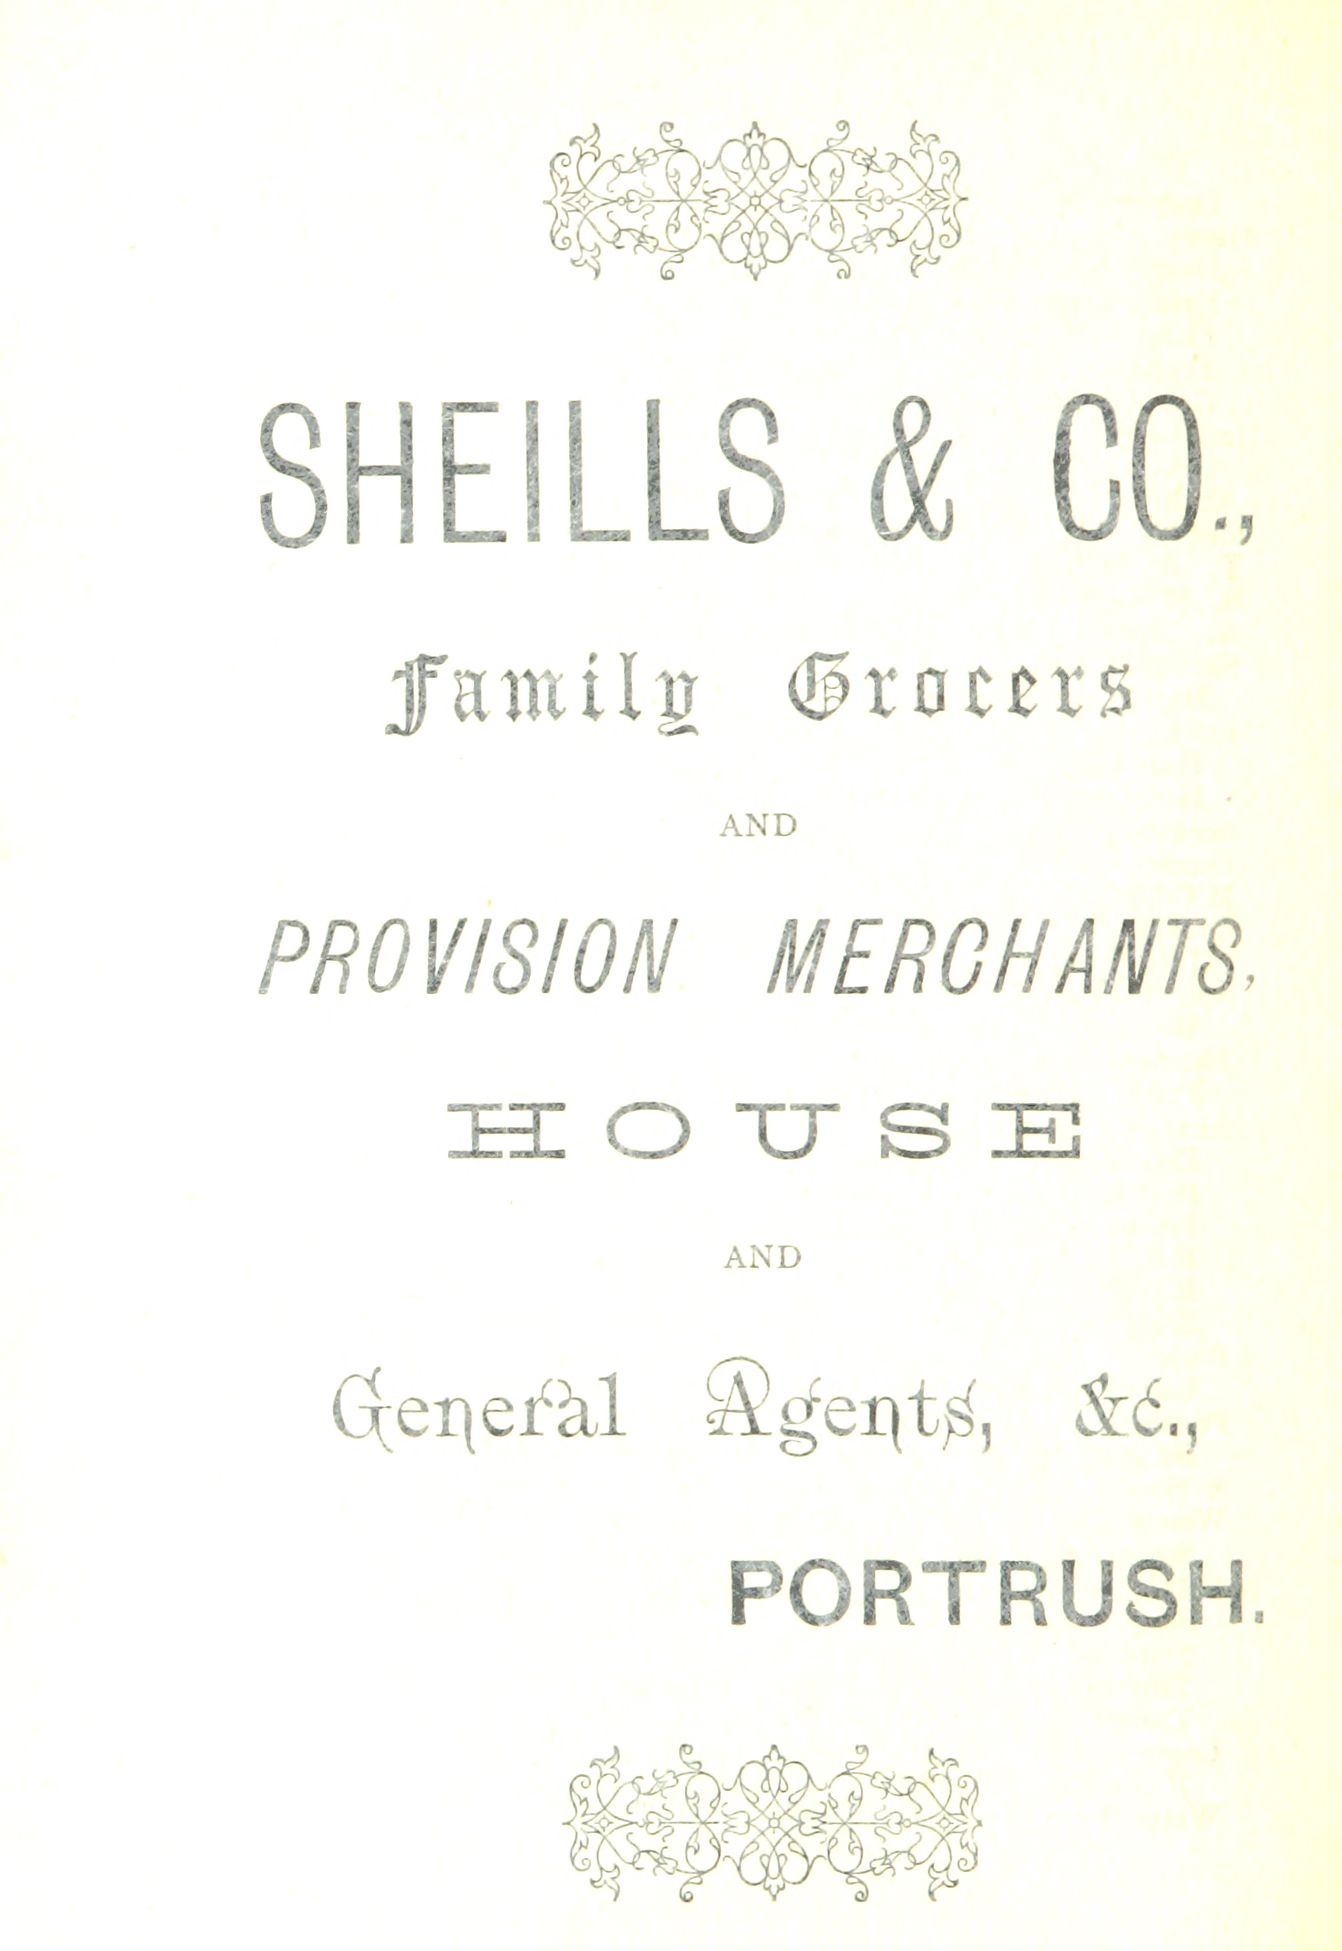 SHEILLS & CO.,
Family Grocers
AND
PROVISION MERCHANTS,
HOUSE
AND
General Agents, &c.,
PORTRUSH.